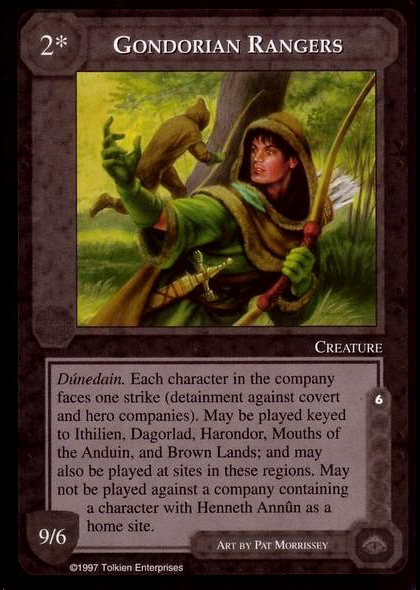 2*
GONDORIAN RANGERS
CREATURE
Dúnedain. Each character in the company
faces one strike (detainment against covert
and hero companies). May be played keyed
to Ithilien, Dagorlad, Harondor, Mouths of
the Anduin, and Brown Lands; and may
also be played at sites in these regions. May
not be played against a company containing
a character with Henneth Annûn as a
home site.
6
9/6
ART BY PAT MORRISSEY
©1997 Tolkien Enterprises